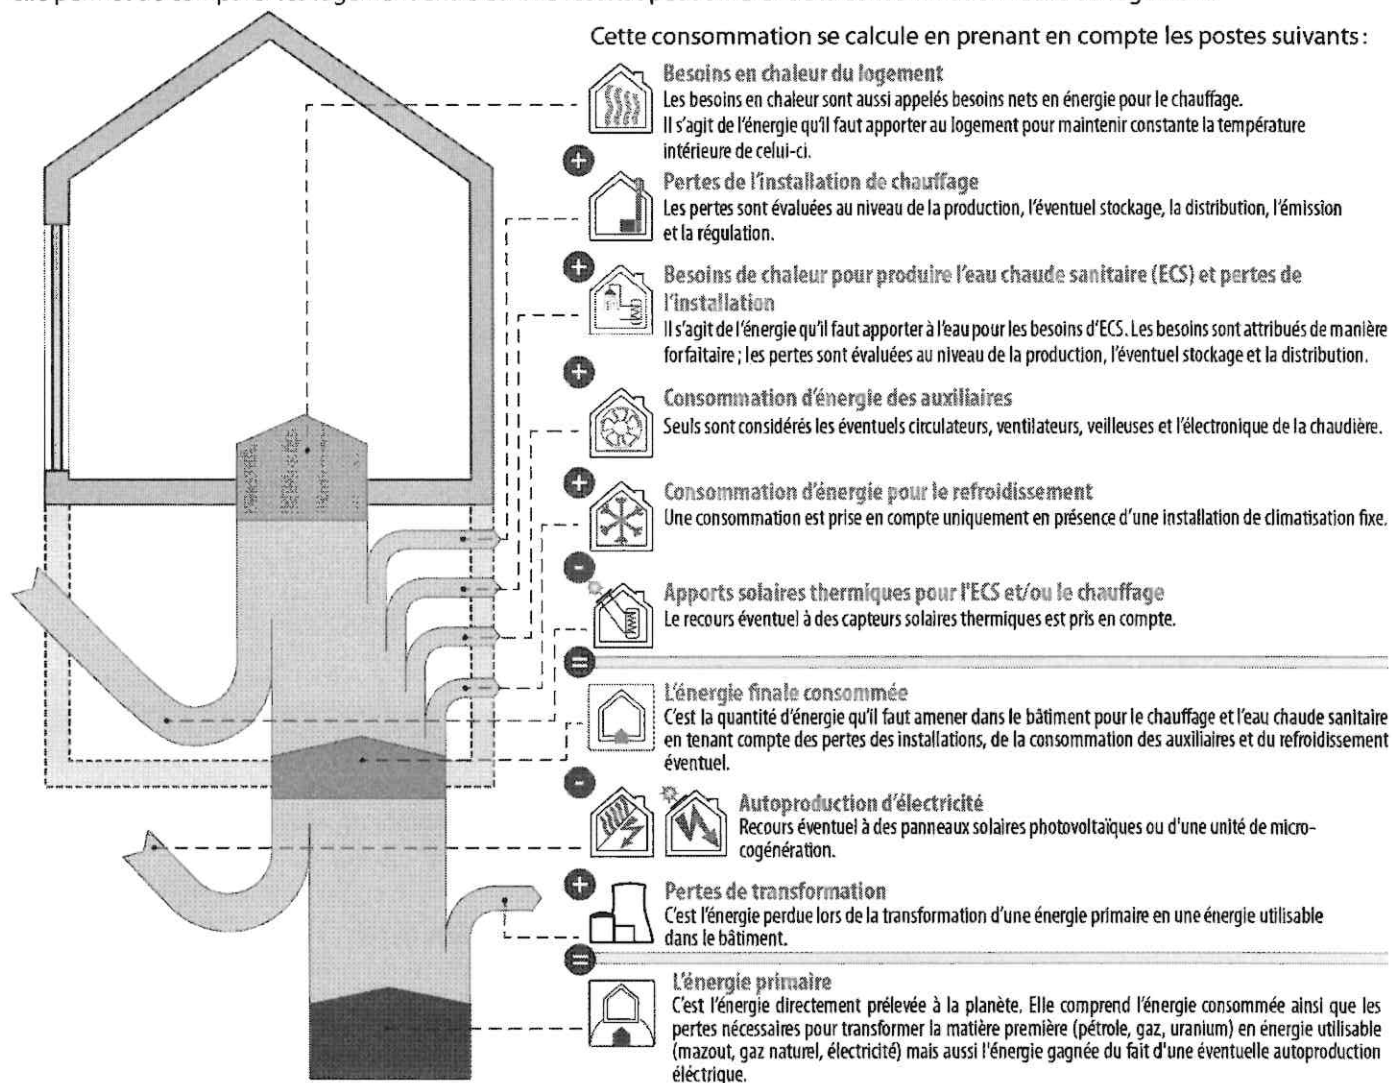 Cette consommation se calcule en prenant en compte les postes suivants :
Besoins en chaleur du logement
Les besoins en chaleur sont aussi appelés besoins nets en énergie pour le chauffage.
Il s'agit de l'énergie qu'il faut apporter au logement pour maintenir constante la température
intérieure de celui-ci.
+
Pertes de l'installation de chauffage
Les pertes sont évaluées au niveau de la production, l'éventuel stockage, la distribution, l'émission
et la régulation.
+
Besoins de chaleur pour produire l'eau chaude sanitaire (ECS) et pertes de
l'installation
Il s'agit de l'énergie qu'il faut apporter à l'eau pour les besoins d'ECS. Les besoins sont attribués de manière
forfaitaire ; les pertes sont évaluées au niveau de la production, l'éventuel stockage et la distribution.
+
Consommation d'énergie des auxiliaires
Seuls sont considérés les éventuels circulateurs, ventilateurs, veilleuses et l'électronique de la chaudière.
+
Consommation d'énergie pour le refroidissement
Une consommation est prise en compte uniquement en présence d'une installation de climatisation fixe.
-
Apports solaires thermiques pour l'ECS et/ou le chauffage
Le recours éventuel à des capteurs solaires thermiques est pris en compte.
=
L'énergie finale consommée
C'est la quantité d'énergie qu'il faut amener dans le bâtiment pour le chauffage et l'eau chaude sanitaire
en tenant compte des pertes des installations, de la consommation des auxiliaires et du refroidissement
éventuel.
-
Autoproduction d'électricité
Recours éventuel à des panneaux solaires photovoltaïques ou d'une unité de micro-
cogénération.
+
Pertes de transformation
C'est l'énergie perdue lors de la transformation d'une énergie primaire en une énergie utilisable
dans le bâtiment.
=
L'énergie primaire
C'est l'énergie directement prélevée à la planète. Elle comprend l'énergie consommée ainsi que les
pertes nécessaires pour transformer la matière première (pétrole, gaz, uranium) en énergie utilisable
(mazout, gaz naturel, électricité) mais aussi l'énergie gagnée du fait d'une éventuelle autoproduction
éléctrique.